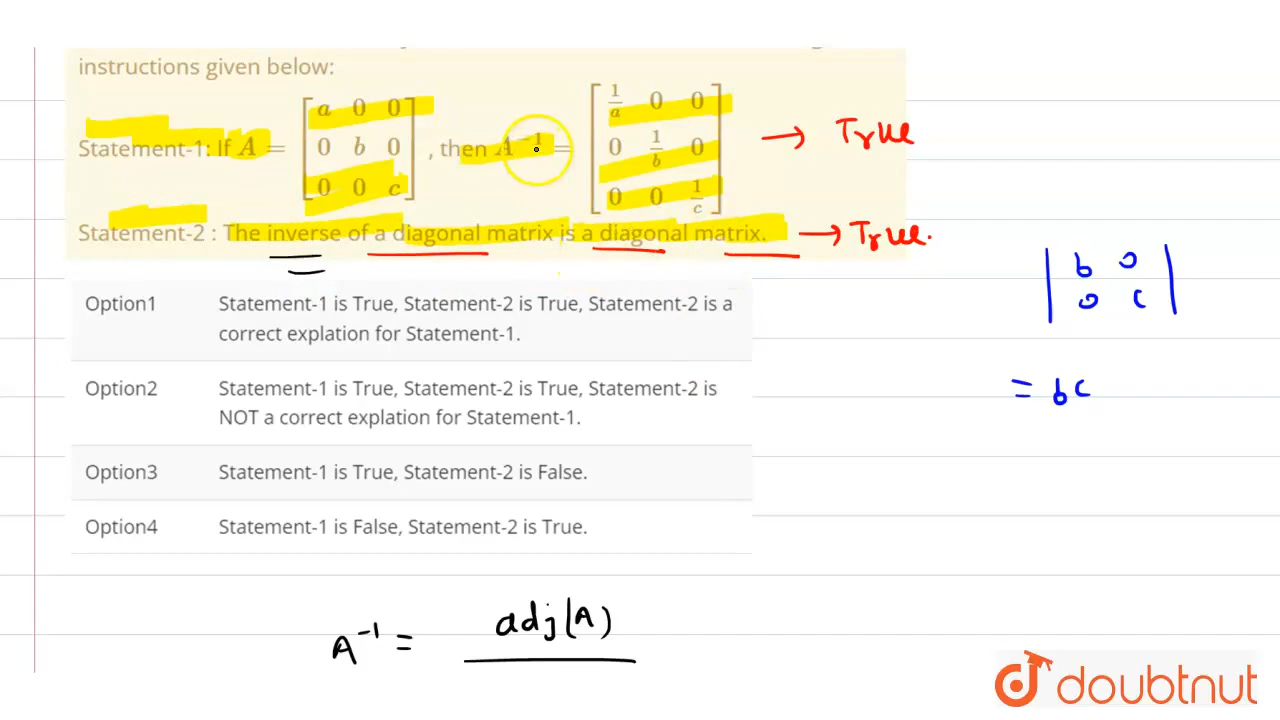 instructions given below:
Statement-1: If A = [a 0 0; 0 b 0; 0 0 c] , then A⁻¹ = [1/a 0 0; 0 1/b 0; 0 0 1/c] → True
Statement-2 : The inverse of a diagonal matrix is a diagonal matrix. → True.
| b 0 |
| 0 c |
Option1 Statement-1 is True, Statement-2 is True, Statement-2 is a
correct explation for Statement-1.
Option2 Statement-1 is True, Statement-2 is True, Statement-2 is
NOT a correct explation for Statement-1.
= bc
Option3 Statement-1 is True, Statement-2 is False.
Option4 Statement-1 is False, Statement-2 is True.
A⁻¹ = adj(A)
doubtnut